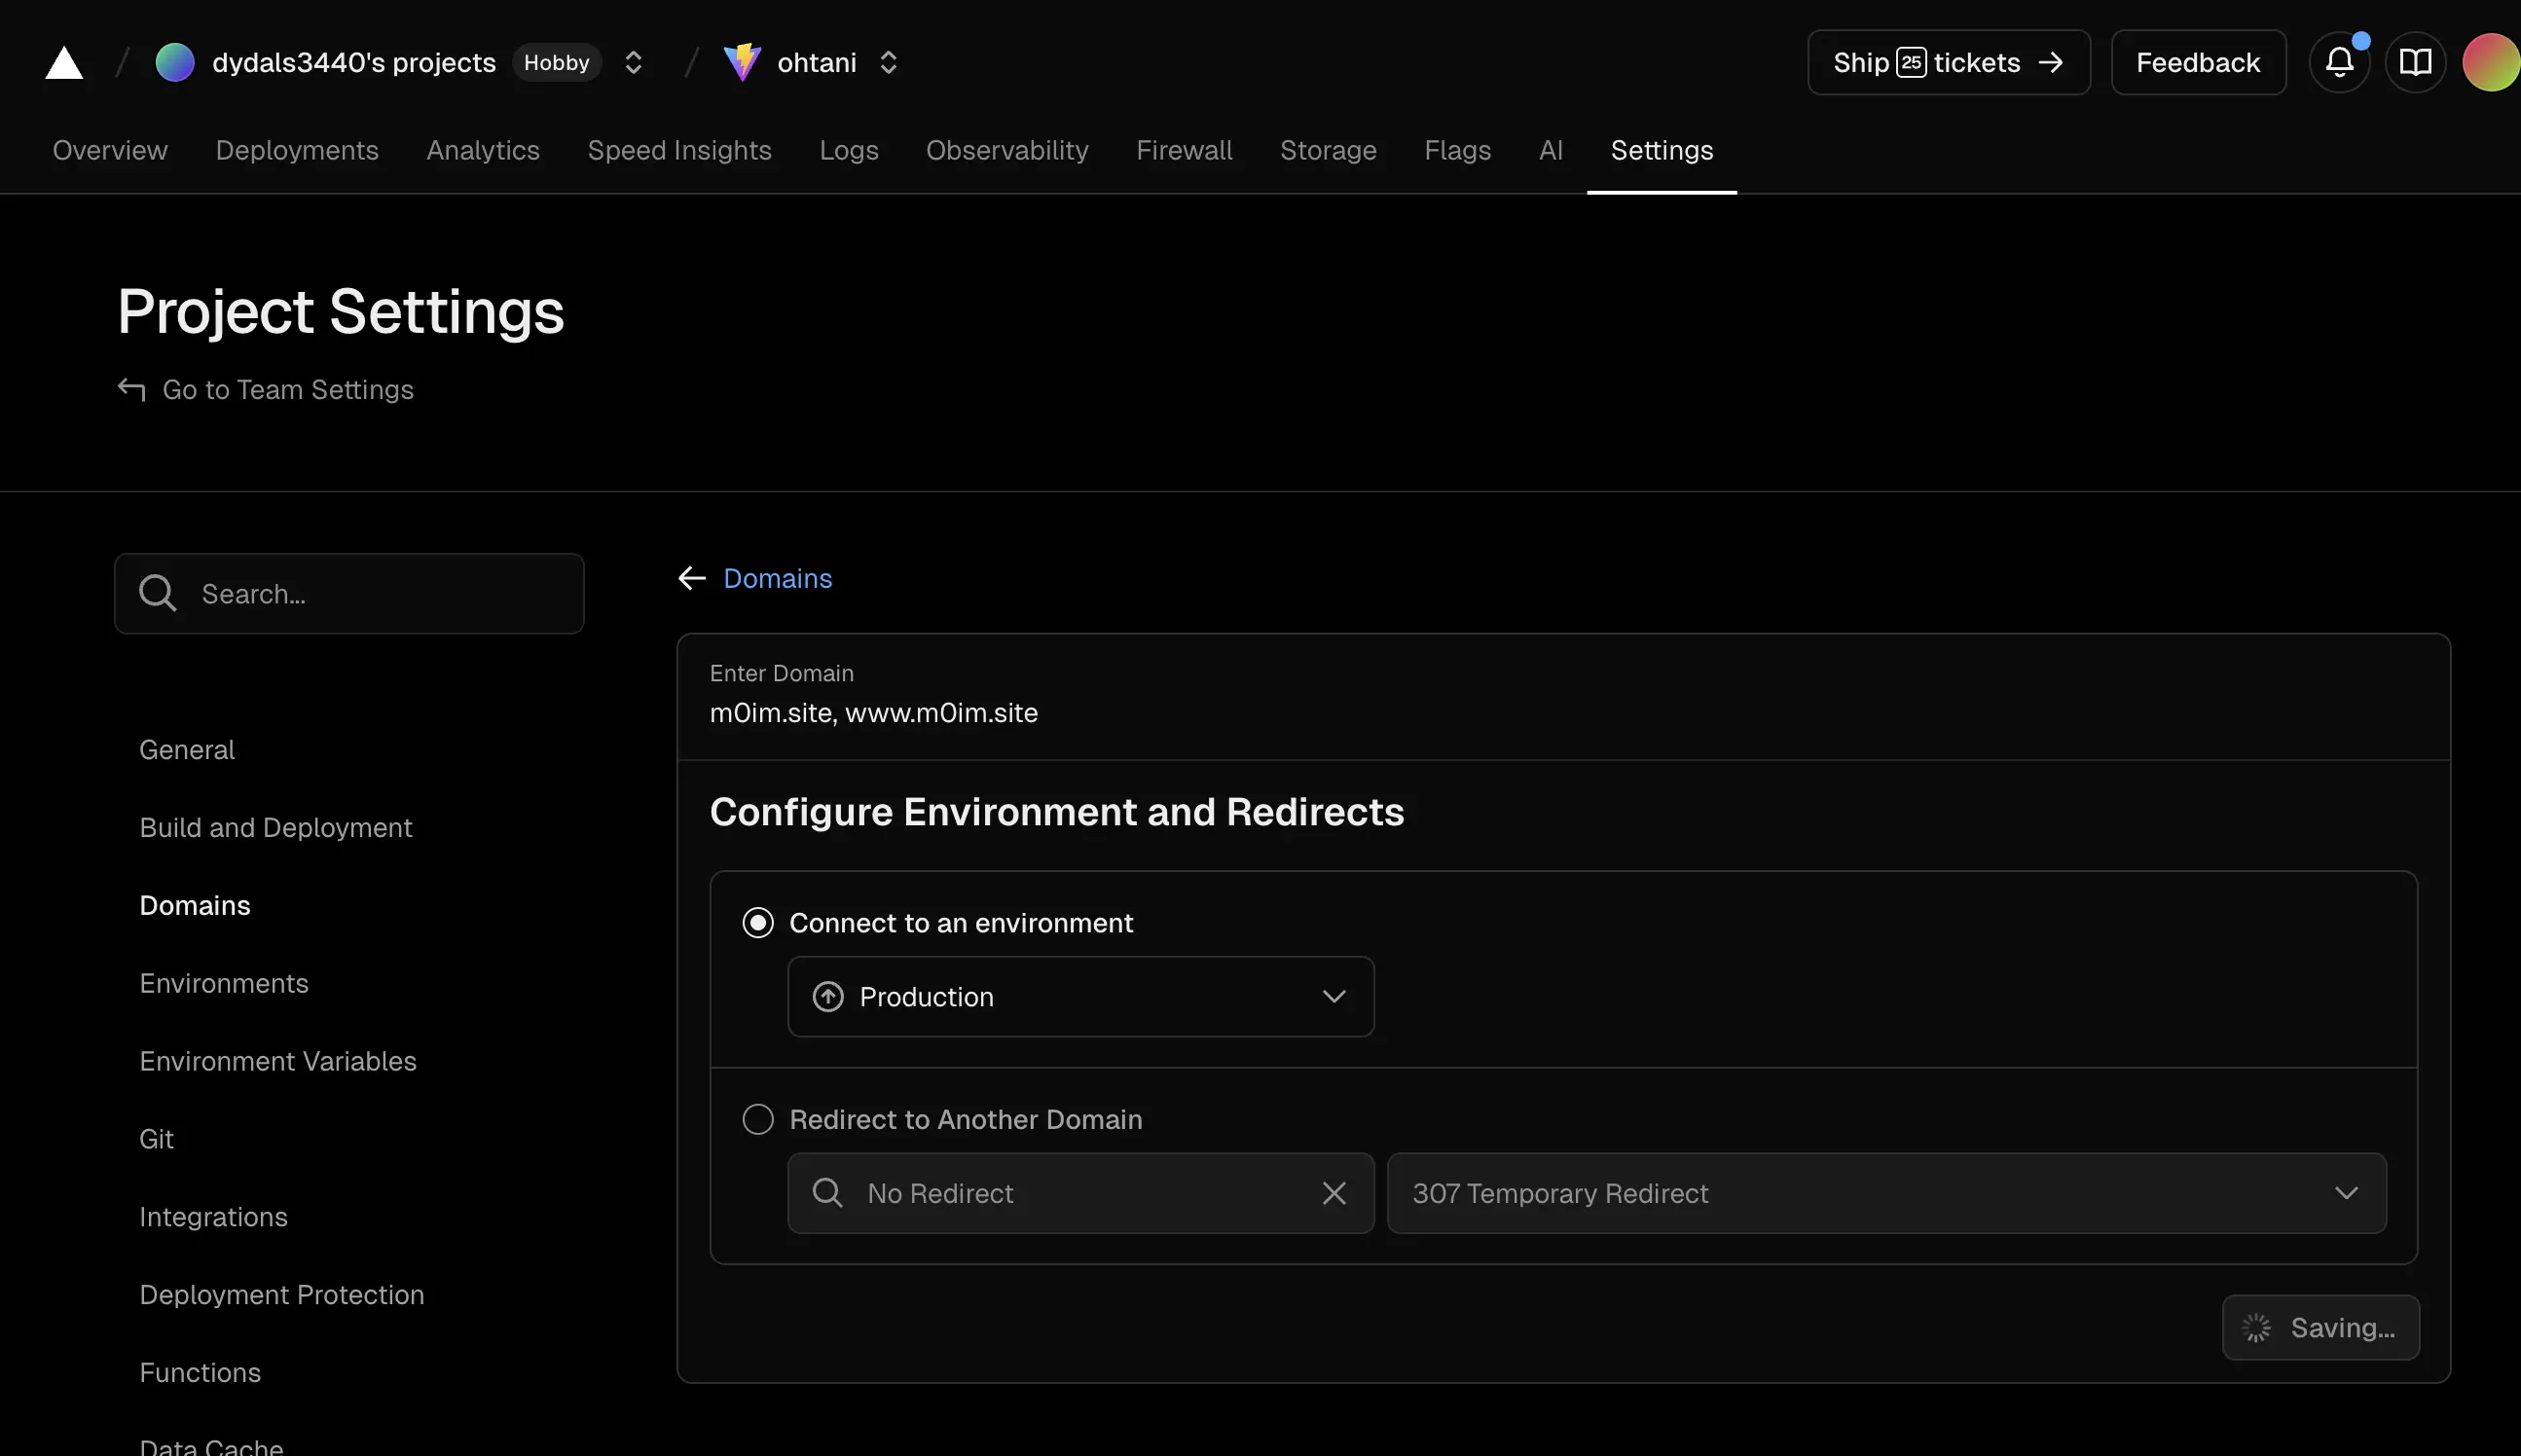 dydals3440's projects Hobby ohtani Ship 25 tickets Feedback
Overview Deployments Analytics Speed Insights Logs Observability Firewall Storage Flags AI Settings
Project Settings
Go to Team Settings
Search...
General
Build and Deployment
Domains
Environments
Environment Variables
Git
Integrations
Deployment Protection
Functions
Data Cache
Domains
Enter Domain
m0im.site, www.m0im.site
Configure Environment and Redirects
Connect to an environment
Production
Redirect to Another Domain
No Redirect 307 Temporary Redirect
Saving...